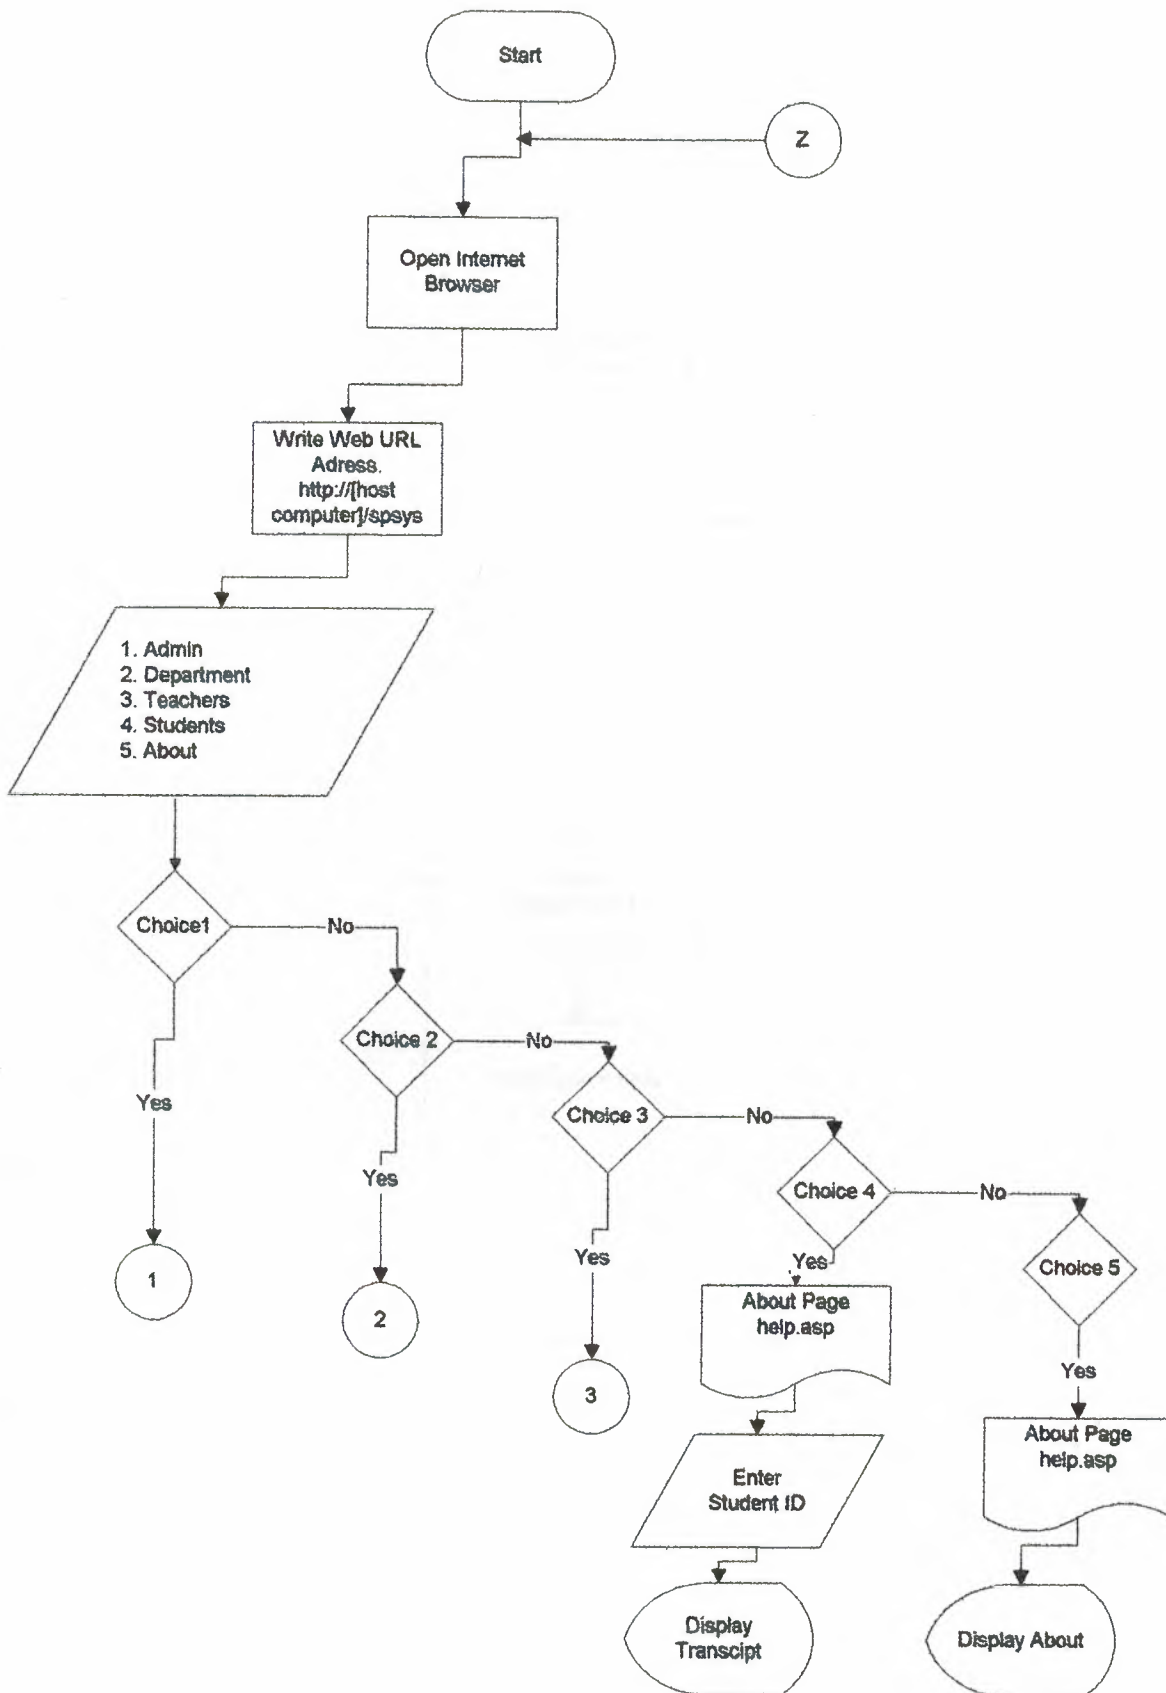 Start
Z
Open Internet
Browser
Write Web URL
Adress.
http://[host
computer]/spsys
1. Admin
2. Department
3. Teachers
4. Students
5. About
Choice1
No
Choice 2
No
Yes
Choice 3
No
Yes
Choice 4
No
Yes
Yes
Choice 5
1
2
3
About Page
help.asp
Yes
About Page
help.asp
Enter
Student ID
Display
Transcipt
Display About